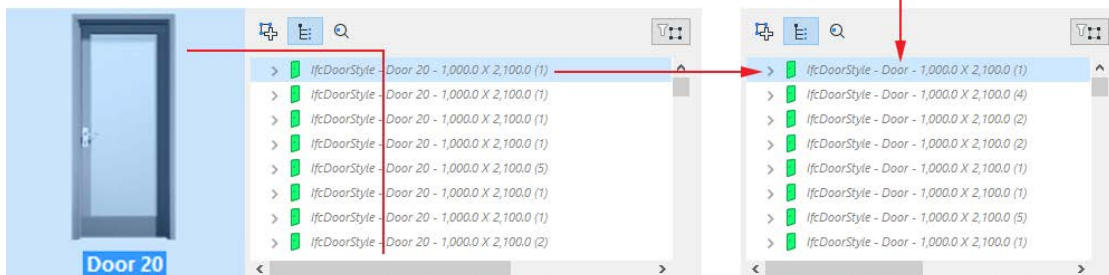 IfcDoorStyle - Door 20 - 1,000.0 X 2,100.0 (1)
IfcDoorStyle - Door 20 - 1,000.0 X 2,100.0 (1)
IfcDoorStyle - Door 20 - 1,000.0 X 2,100.0 (1)
IfcDoorStyle - Door 20 - 1,000.0 X 2,100.0 (1)
IfcDoorStyle - Door 20 - 1,000.0 X 2,100.0 (5)
IfcDoorStyle - Door 20 - 1,000.0 X 2,100.0 (1)
IfcDoorStyle - Door 20 - 1,000.0 X 2,100.0 (1)
IfcDoorStyle - Door 20 - 1,000.0 X 2,100.0 (2)
Door 20
IfcDoorStyle - Door - 1,000.0 X 2,100.0 (1)
IfcDoorStyle - Door - 1,000.0 X 2,100.0 (4)
IfcDoorStyle - Door - 1,000.0 X 2,100.0 (2)
IfcDoorStyle - Door - 1,000.0 X 2,100.0 (2)
IfcDoorStyle - Door - 1,000.0 X 2,100.0 (1)
IfcDoorStyle - Door - 1,000.0 X 2,100.0 (1)
IfcDoorStyle - Door - 1,000.0 X 2,100.0 (5)
IfcDoorStyle - Door - 1,000.0 X 2,100.0 (1)